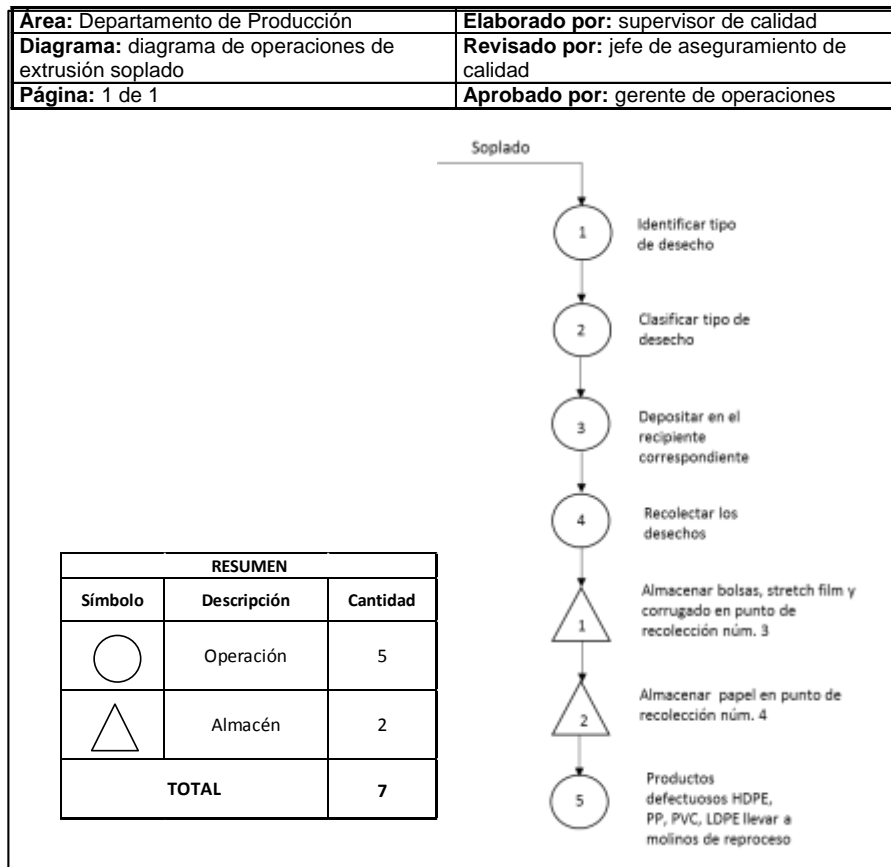 Área: Departamento de Producción
Elaborado por: supervisor de calidad
Diagrama: diagrama de operaciones de
extrusión soplado
Revisado por: jefe de aseguramiento de
calidad
Página: 1 de 1
Aprobado por: gerente de operaciones
Soplado
1
Identificar tipo
de desecho
2
Clasificar tipo de
desecho
3
Depositar en el
recipiente
correspondiente
4
Recolectar los
desechos
1
Almacenar bolsas, stretch film y
corrugado en punto de
recolección núm. 3
2
Almacenar papel en punto de
recolección núm. 4
5
Productos
defectuosos HDPE,
PP, PVC, LDPE llevar a
molinos de reproceso
RESUMEN
Símbolo Descripción Cantidad
Operación 5
Almacén 2
TOTAL 7